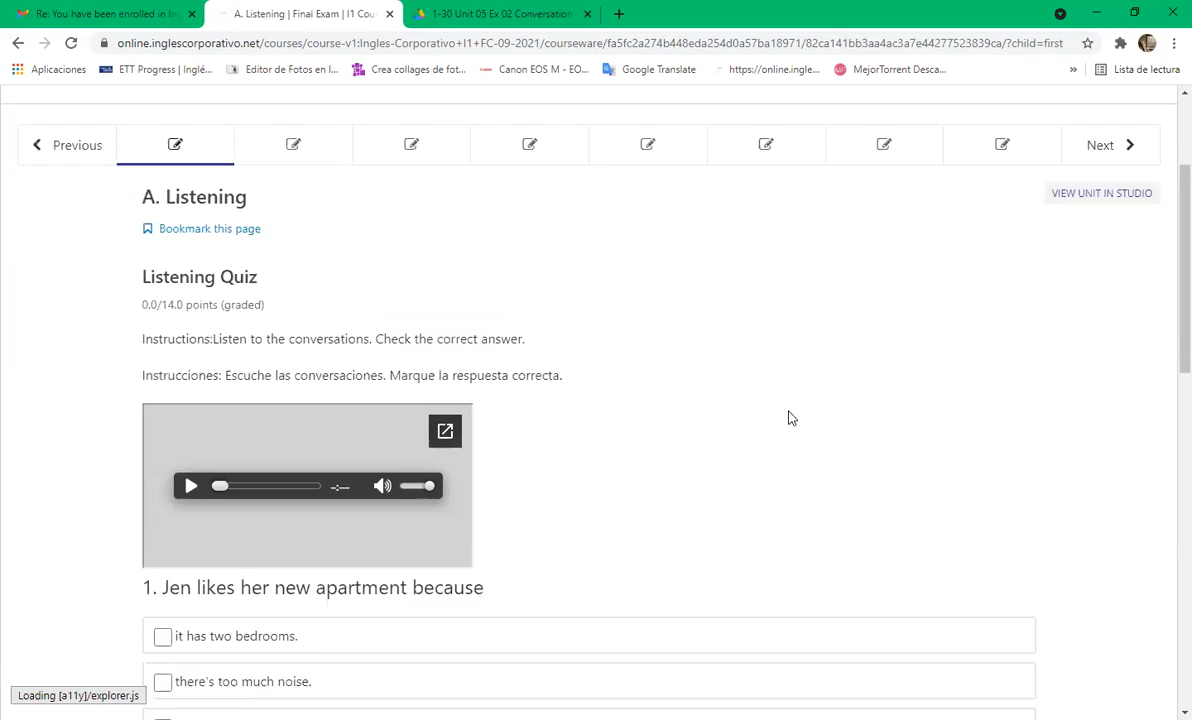 Re: You have been enrolled in In
A. Listening | Final Exam | I1 Cou
1-30 Unit 05 Ex 02 Conversation
online.inglescorporativo.net/courses/course-v1:Ingles-Corporativo+I1+FC-09-2021/courseware/fa5fc2a274b448eda254d0a57ba18971/82ca141bb3aa4c3a7e44277523839ca/?child=first
Aplicaciones
ETT Progress | Inglé...
Editor de Fotos en l...
Crea collages de fot...
Canon EOS M - EO...
Google Translate
https://online.ingle...
MejorTorrent Desca...
»
Lista de lectura
Previous
Next
A. Listening
VIEW UNIT IN STUDIO
Bookmark this page
Listening Quiz
0.0/14.0 points (graded)
Instructions:Listen to the conversations. Check the correct answer.
Instrucciones: Escuche las conversaciones. Marque la respuesta correcta.
-:--
1. Jen likes her new apartment because
it has two bedrooms.
there's too much noise.
Loading [a11y]/explorer.js